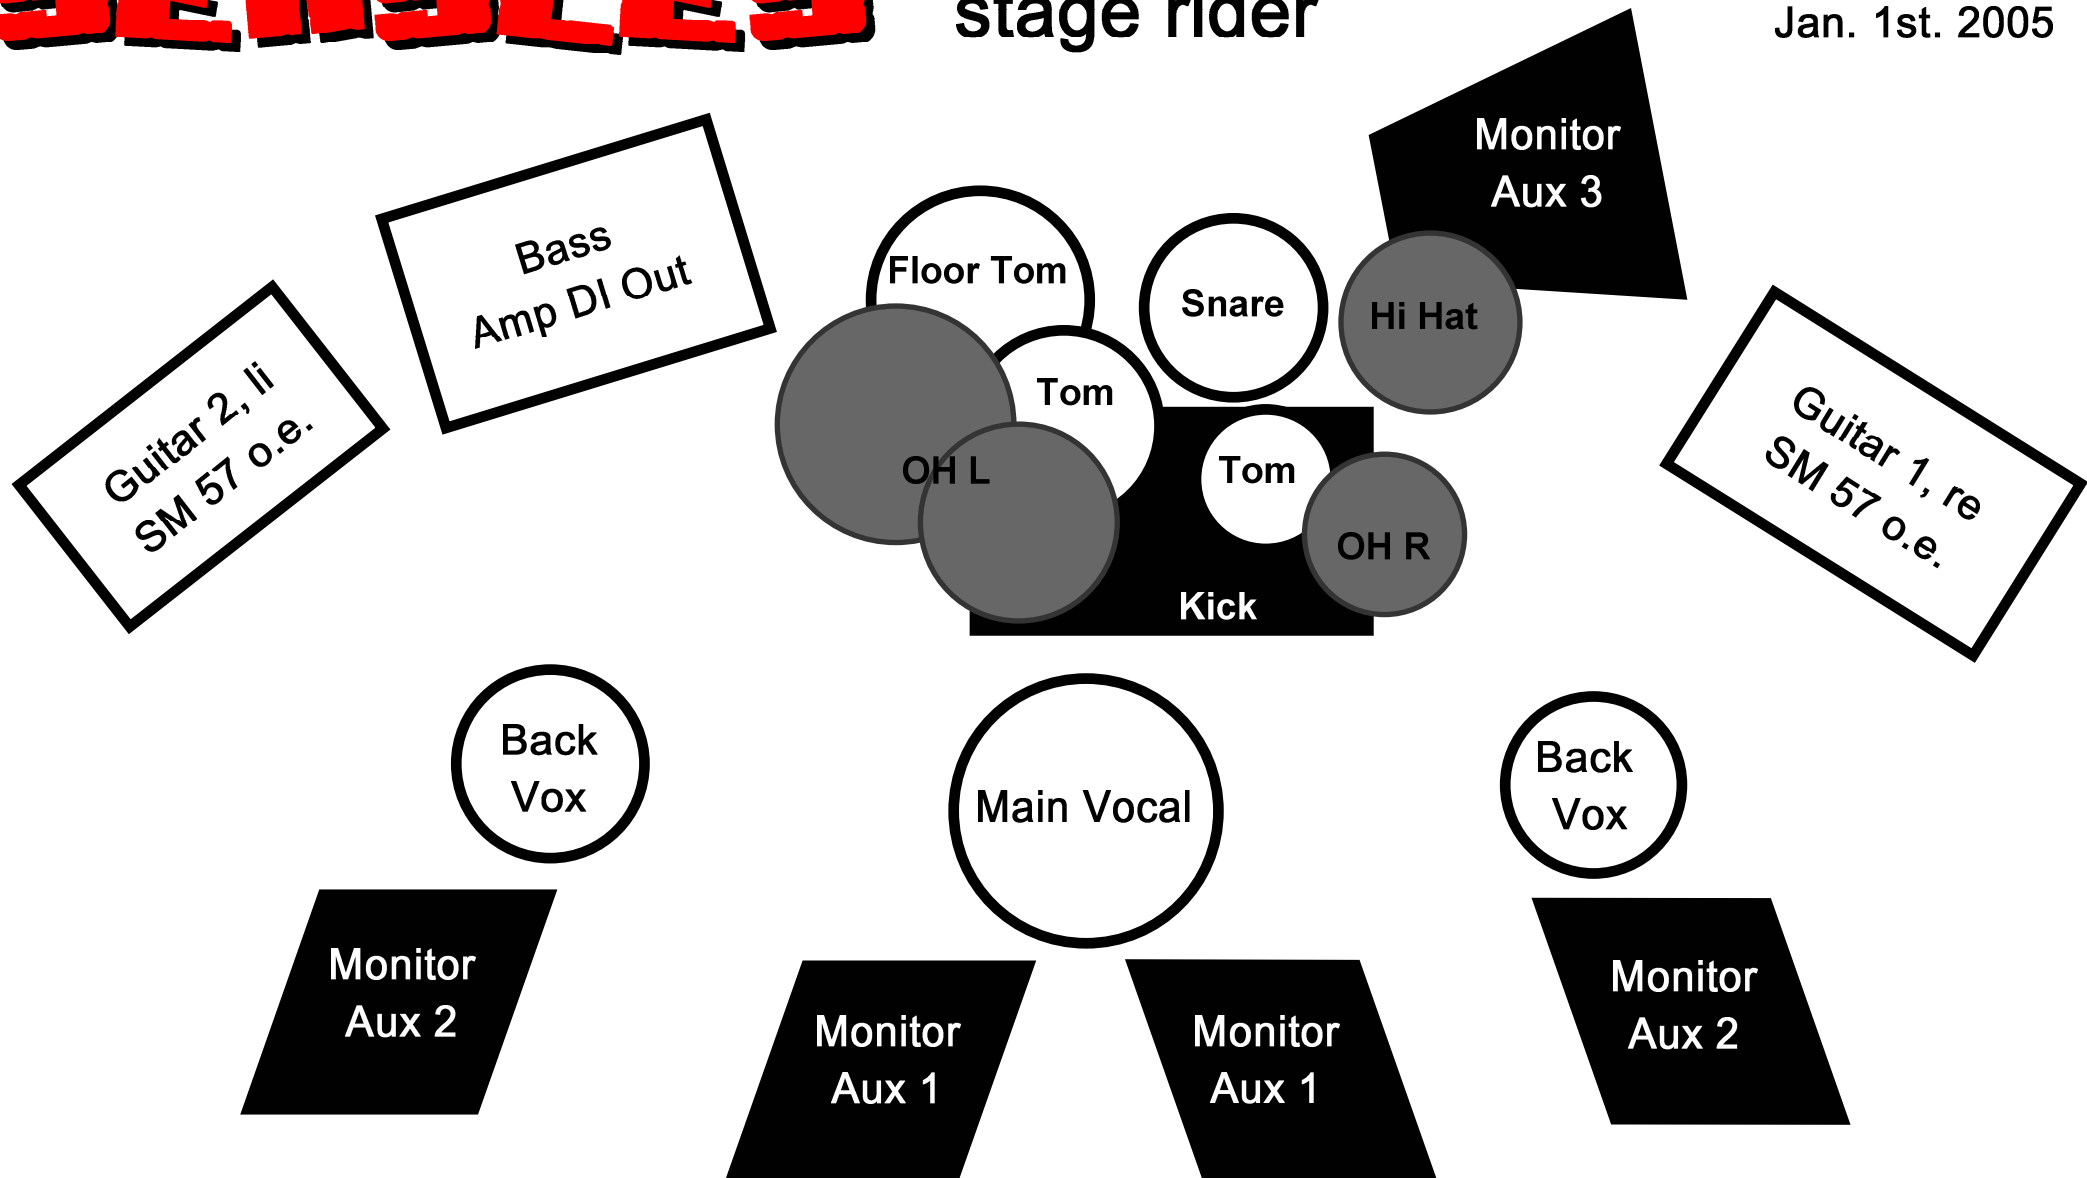 stage rider
Jan. 1st. 2005
Monitor
Aux 3
Bass
Amp DI Out
Floor Tom
Snare
Hi Hat
Guitar 2, li
SM 57 o.e.
Tom
Guitar 1, re
SM 57 o.e.
OH L
Tom
OH R
Kick
Back
Vox
Main Vocal
Back
Vox
Monitor
Aux 2
Monitor
Aux 1
Monitor
Aux 1
Monitor
Aux 2